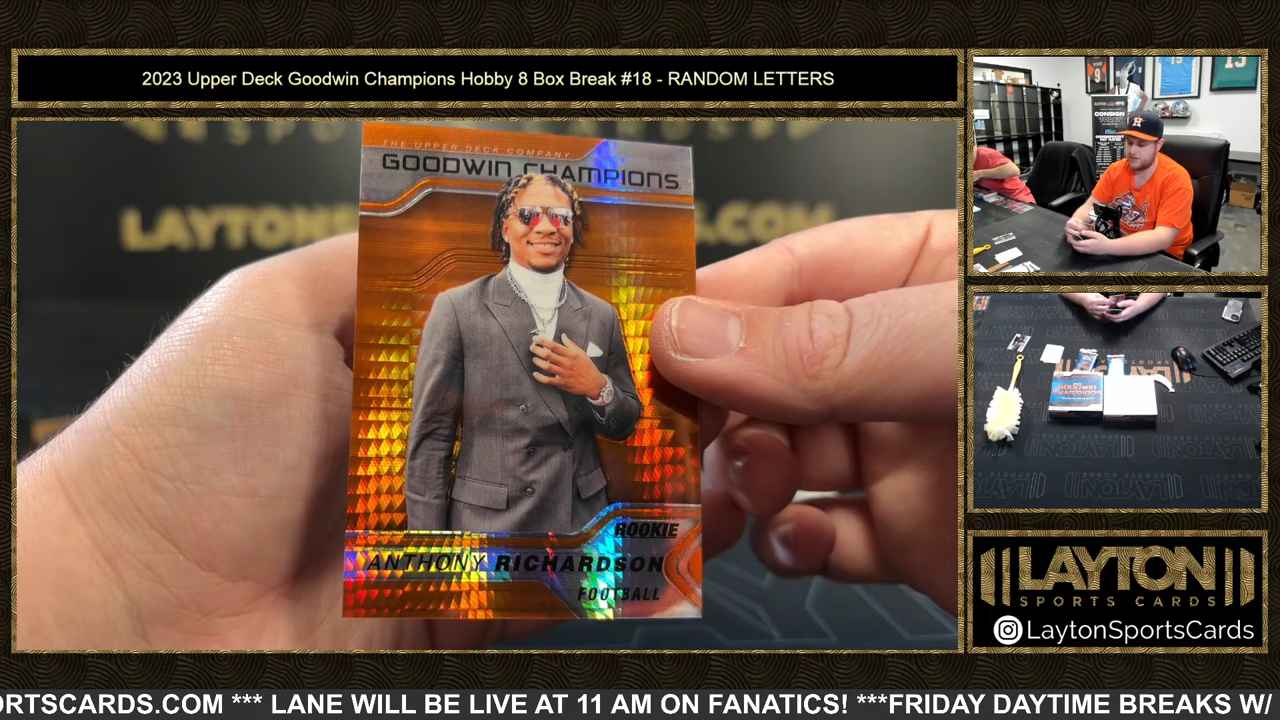 2023 Upper Deck Goodwin Champions Hobby 8 Box Break #18 - RANDOM LETTERS
THE UPPER DECK COMPANY
GOODWIN CHAMPIONS
ROOKIE
ANTHONY RICHARDSON
FOOTBALL
CONSIGN
LAYTON
SPORTS CARDS
LaytonSportsCards
ORTSCARDS.COM *** LANE WILL BE LIVE AT 11 AM ON FANATICS! ***FRIDAY DAYTIME BREAKS W/